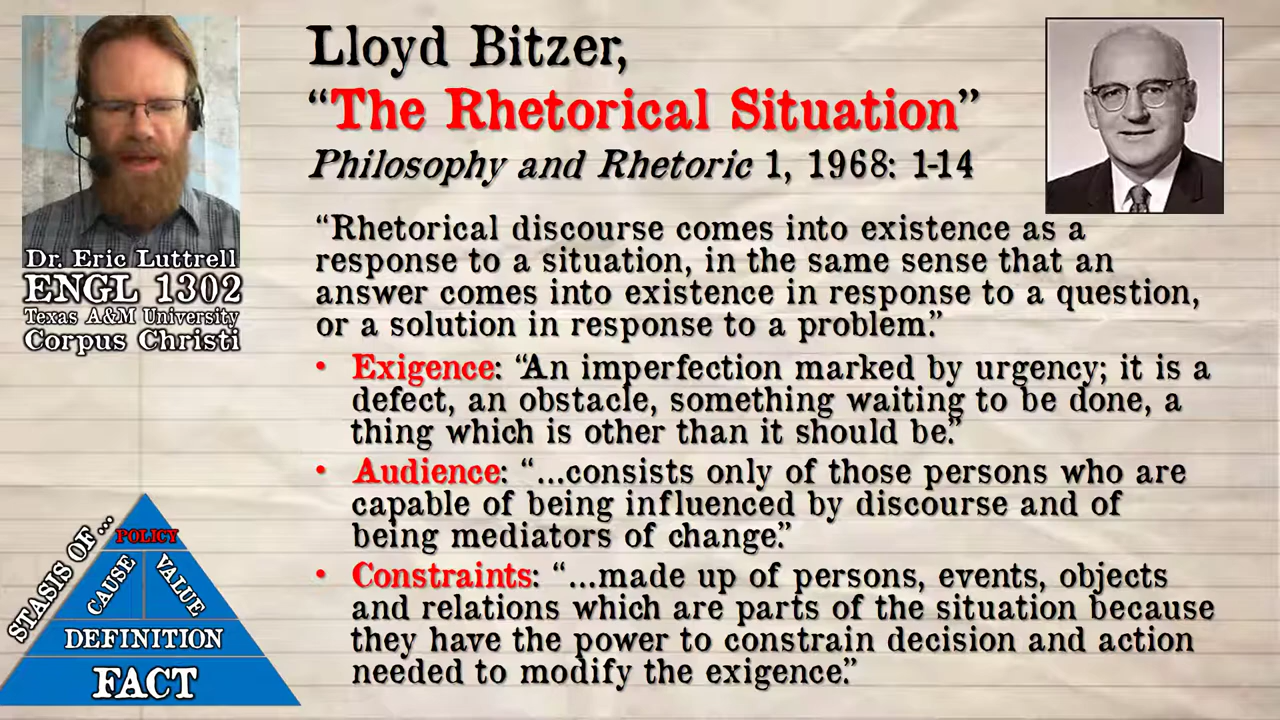 Lloyd Bitzer,
“The Rhetorical Situation”
Philosophy and Rhetoric 1, 1968: 1-14
“Rhetorical discourse comes into existence as a
response to a situation, in the same sense that an
answer comes into existence in response to a question,
or a solution in response to a problem.”
• Exigence: “An imperfection marked by urgency; it is a
defect, an obstacle, something waiting to be done, a
thing which is other than it should be.”
• Audience: “...consists only of those persons who are
capable of being influenced by discourse and of
being mediators of change.”
• Constraints: “...made up of persons, events, objects
and relations which are parts of the situation because
they have the power to constrain decision and action
needed to modify the exigence.”
Dr. Eric Luttrell
ENGL 1302
Texas A&M University
Corpus Christi
STASIS OF...
POLICY
CAUSE
VALUE
DEFINITION
FACT